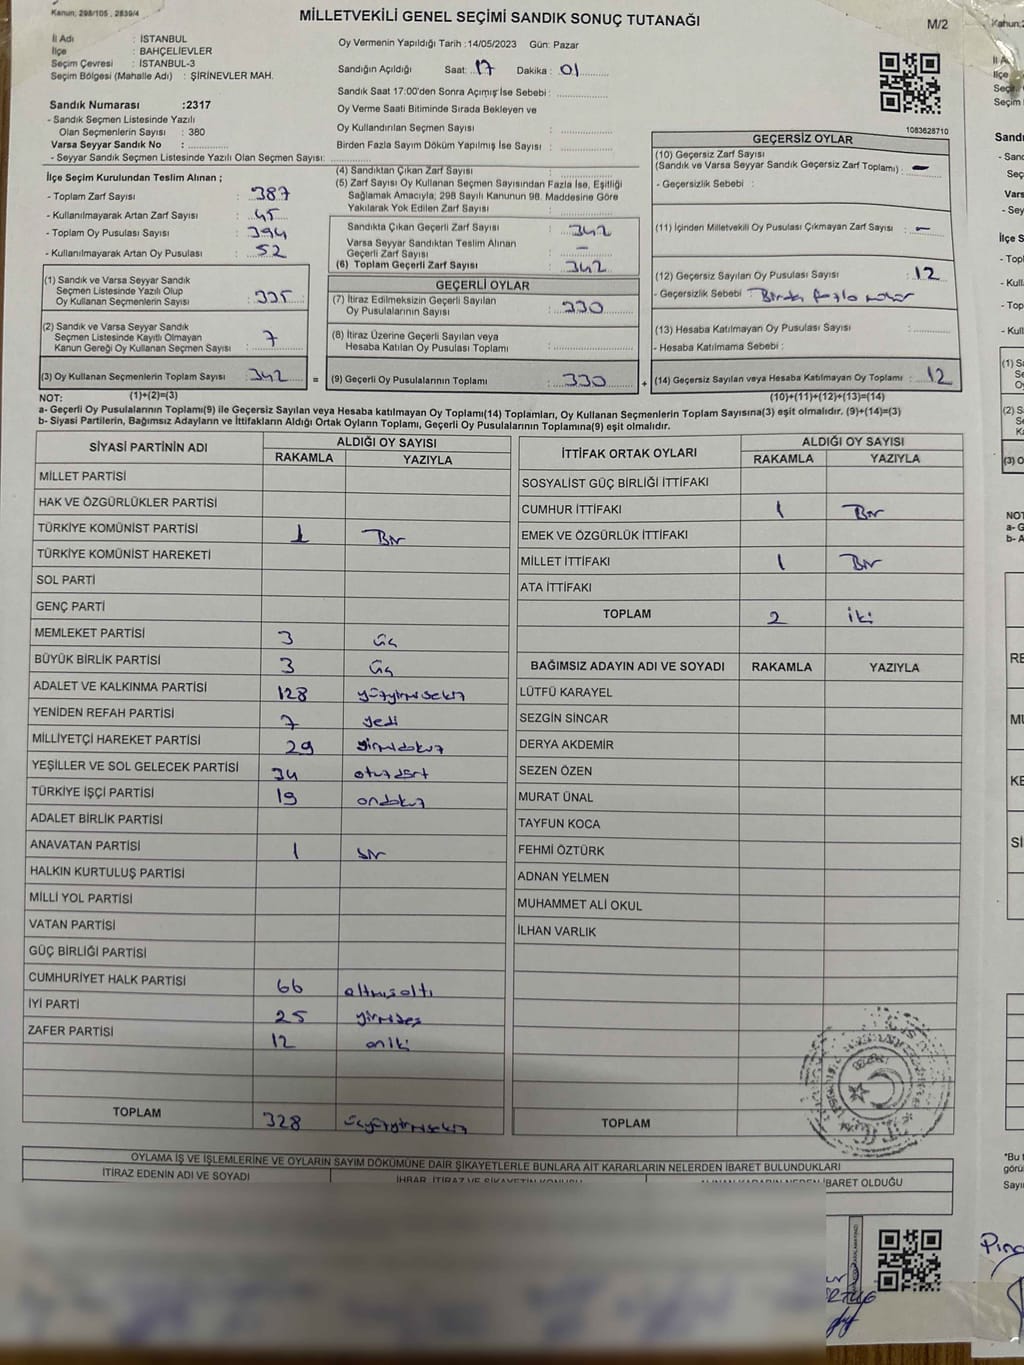 Kanun: 298/105 , 2839/4
MİLLETVEKİLİ GENEL SEÇİMİ SANDIK SONUÇ TUTANAĞI
M/2
İl Adı : İSTANBUL
İlçe : BAHÇELİEVLER
Seçim Çevresi : İSTANBUL-3
Seçim Bölgesi (Mahalle Adı) : ŞİRİNEVLER MAH.
Oy Vermenin Yapıldığı Tarih : 14/05/2023 Gün: Pazar
Sandığın Açıldığı Saat : 17 Dakika : 01
Sandık Saat 17:00'den Sonra Açımış İse Sebebi :
Oy Verme Saati Bitiminde Sırada Bekleyen ve
Oy Kullandırılan Seçmen Sayısı :
Birden Fazla Sayım Döküm Yapılmış İse Sayısı :
Sandık Numarası :2317
- Sandık Seçmen Listesinde Yazılı
Olan Seçmenlerin Sayısı : 380
Varsa Seyyar Sandık No :
- Seyyar Sandık Seçmen Listesinde Yazılı Olan Seçmen Sayısı:
İlçe Seçim Kurulundan Teslim Alınan ;
- Toplam Zarf Sayısı : 387
- Kullanılmayarak Artan Zarf Sayısı : 45
- Toplam Oy Pusulası Sayısı : 394
- Kullanılmayarak Artan Oy Pusulası : 52
(1) Sandık ve Varsa Seyyar Sandık
Seçmen Listesinde Yazılı Olup
Oy Kullanan Seçmenlerin Sayısı : 335
(2) Sandık ve Varsa Seyyar Sandık
Seçmen Listesinde Kayıtlı Olmayan
Kanun Gereği Oy Kullanan Seçmen Sayısı : 7
(3) Oy Kullanan Seçmenlerin Toplam Sayısı : 342
(1)+(2)=(3)
(4) Sandıktan Çıkan Zarf Sayısı :
(5) Zarf Sayısı Oy Kullanan Seçmen Sayısından Fazla İse, Eşitliği
Sağlamak Amacıyla, 298 Sayılı Kanunun 98. Maddesine Göre
Yakılarak Yok Edilen Zarf Sayısı :
Sandıkta Çıkan Geçerli Zarf Sayısı : 342
Varsa Seyyar Sandıktan Teslim Alınan
Geçerli Zarf Sayısı : -
(6) Toplam Geçerli Zarf Sayısı : 342
GEÇERLİ OYLAR
(7) İtiraz Edilmeksizin Geçerli Sayılan
Oy Pusulalarının Sayısı : 330
(8) İtiraz Üzerine Geçerli Sayılan veya
Hesaba Katılan Oy Pusulası Toplamı :
= (9) Geçerli Oy Pusulalarının Toplamı : 330
1083628710
GEÇERSİZ OYLAR
(10) Geçersiz Zarf Sayısı
(Sandık ve Varsa Seyyar Sandık Geçersiz Zarf Toplamı) : -
- Geçersizlik Sebebi :
(11) İçinden Milletvekili Oy Pusulası Çıkmayan Zarf Sayısı : -
(12) Geçersiz Sayılan Oy Pusulası Sayısı : 12
- Geçersizlik Sebebi : Birden fazla mühür
(13) Hesaba Katılmayan Oy Pusulası Sayısı :
- Hesaba Katılmama Sebebi :
+ (14) Geçersiz Sayılan veya Hesaba Katılmayan Oy Toplamı : 12
(10)+(11)+(12)+(13)=(14)
NOT:
a- Geçerli Oy Pusulalarının Toplamı(9) ile Geçersiz Sayılan veya Hesaba katılmayan Oy Toplamı(14) Toplamları, Oy Kullanan Seçmenlerin Toplam Sayısına(3) eşit olmalıdır. (9)+(14)=(3)
b- Siyasi Partilerin, Bağımsız Adayların ve İttifakların Aldığı Ortak Oyların Toplamı, Geçerli Oy Pusulalarının Toplamına(9) eşit olmalıdır.
SİYASİ PARTİNİN ADI ALDIĞI OY SAYISI
RAKAMLA YAZIYLA
MİLLET PARTİSİ
HAK VE ÖZGÜRLÜKLER PARTİSİ
TÜRKİYE KOMÜNİST PARTİSİ 1 Bir
TÜRKİYE KOMÜNİST HAREKETİ
SOL PARTİ
GENÇ PARTİ
MEMLEKET PARTİSİ 3 üç
BÜYÜK BİRLİK PARTİSİ 3 üç
ADALET VE KALKINMA PARTİSİ 128 yüzyirmisekiz
YENİDEN REFAH PARTİSİ 7 yedi
MİLLİYETÇİ HAREKET PARTİSİ 29 yirmidokuz
YEŞİLLER VE SOL GELECEK PARTİSİ 34 otuzdört
TÜRKİYE İŞÇİ PARTİSİ 19 ondokuz
ADALET BİRLİK PARTİSİ
ANAVATAN PARTİSİ 1 bir
HALKIN KURTULUŞ PARTİSİ
MİLLİ YOL PARTİSİ
VATAN PARTİSİ
GÜÇ BİRLİĞİ PARTİSİ
CUMHURİYET HALK PARTİSİ 66 altmışaltı
İYİ PARTİ 25 yirmibeş
ZAFER PARTİSİ 12 oniki
TOPLAM 328 üçyüzyirmisekiz
İTTİFAK ORTAK OYLARI ALDIĞI OY SAYISI
RAKAMLA YAZIYLA
SOSYALİST GÜÇ BİRLİĞİ İTTİFAKI
CUMHUR İTTİFAKI 1 Bir
EMEK VE ÖZGÜRLÜK İTTİFAKI
MİLLET İTTİFAKI 1 Bir
ATA İTTİFAKI
TOPLAM 2 iki
BAĞIMSIZ ADAYIN ADI VE SOYADI RAKAMLA YAZIYLA
LÜTFÜ KARAYEL
SEZGİN SİNCAR
DERYA AKDEMİR
SEZEN ÖZEN
MURAT ÜNAL
TAYFUN KOCA
FEHMİ ÖZTÜRK
ADNAN YELMEN
MUHAMMET ALİ OKUL
İLHAN VARLIK
TOPLAM
OYLAMA İŞ VE İŞLEMLERİNE VE OYLARIN SAYIM DÖKÜMÜNE DAİR ŞİKAYETLERLE BUNLARA AİT KARARLARIN NELERDEN İBARET BULUNDUKLARI
İTİRAZ EDENİN ADI VE SOYADI İHBAR, İTİRAZ VE ŞİKAYETİN KONUSU ALINAN KARARIN NEDEN İBARET OLDUĞU